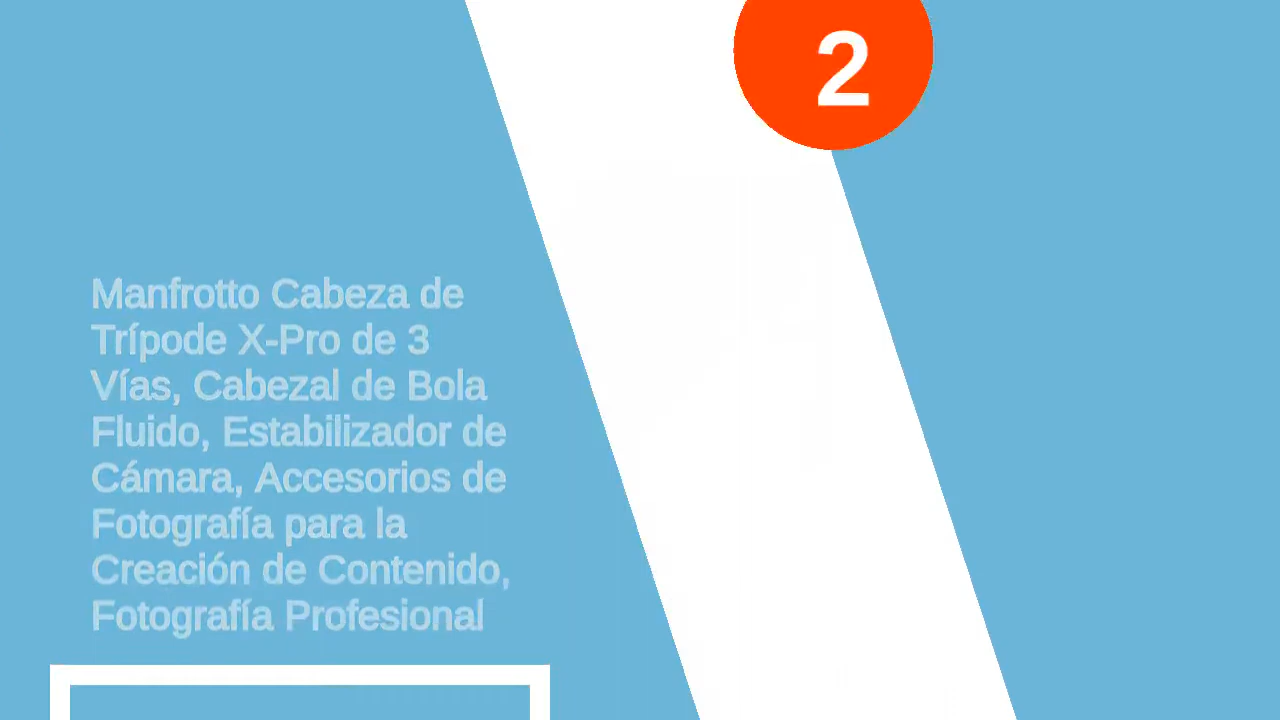 2
Manfrotto Cabeza de
Trípode X-Pro de 3
Vías, Cabezal de Bola
Fluido, Estabilizador de
Cámara, Accesorios de
Fotografía para la
Creación de Contenido,
Fotografía Profesional